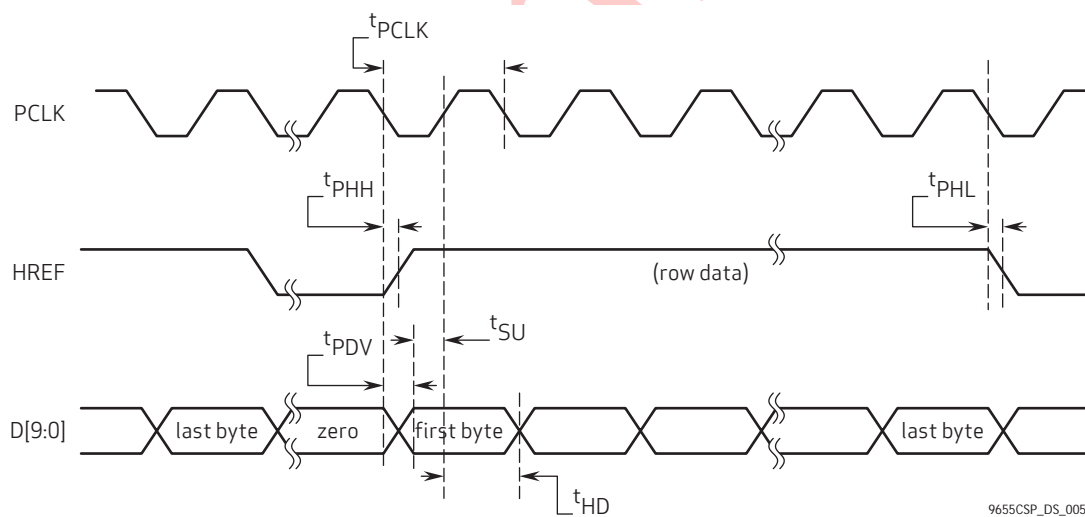 tPCLK
PCLK
tPHH
tPHL
HREF
(row data)
tSU
tPDV
D[9:0]
last byte
zero
first byte
last byte
tHD
9655CSP_DS_005